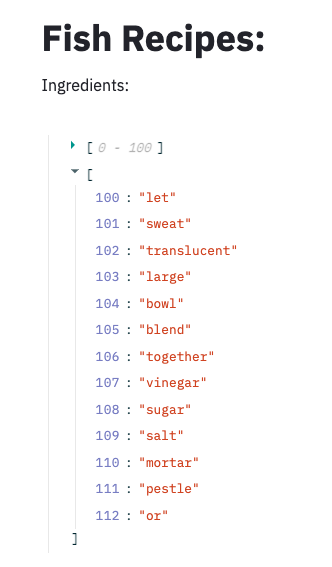 Fish Recipes:
Ingredients:
[ 0 - 100 ]
[
100 : "let"
101 : "sweat"
102 : "translucent"
103 : "large"
104 : "bowl"
105 : "blend"
106 : "together"
107 : "vinegar"
108 : "sugar"
109 : "salt"
110 : "mortar"
111 : "pestle"
112 : "or"
]